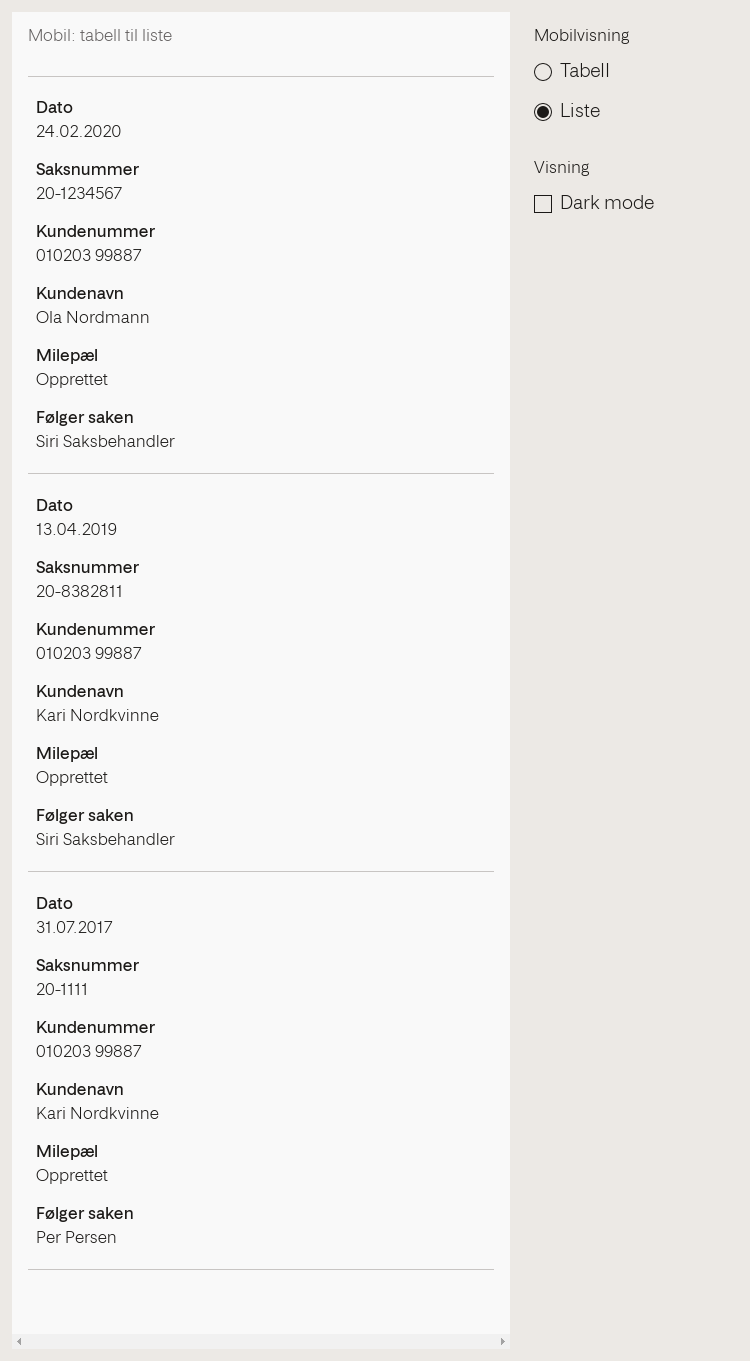 Mobil: tabell til liste
Dato
24.02.2020
Saksnummer
20-1234567
Kundenummer
010203 99887
Kundenavn
Ola Nordmann
Milepæl
Opprettet
Følger saken
Siri Saksbehandler
Dato
13.04.2019
Saksnummer
20-8382811
Kundenummer
010203 99887
Kundenavn
Kari Nordkvinne
Milepæl
Opprettet
Følger saken
Siri Saksbehandler
Dato
31.07.2017
Saksnummer
20-1111
Kundenummer
010203 99887
Kundenavn
Kari Nordkvinne
Milepæl
Opprettet
Følger saken
Per Persen
Mobilvisning
Tabell
Liste
Visning
Dark mode